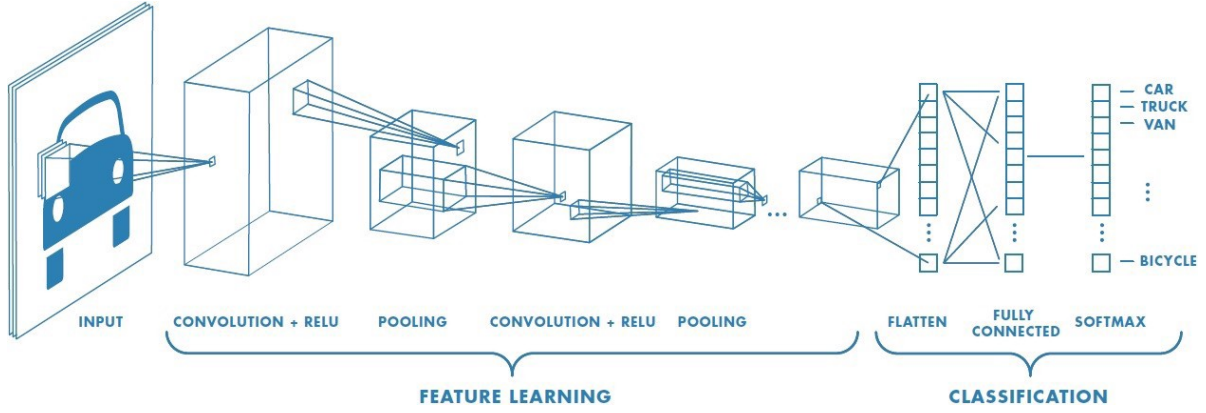 CAR
TRUCK
VAN
BICYCLE
INPUT
CONVOLUTION + RELU
POOLING
CONVOLUTION + RELU
POOLING
FLATTEN
FULLY
CONNECTED
SOFTMAX
FEATURE LEARNING
CLASSIFICATION